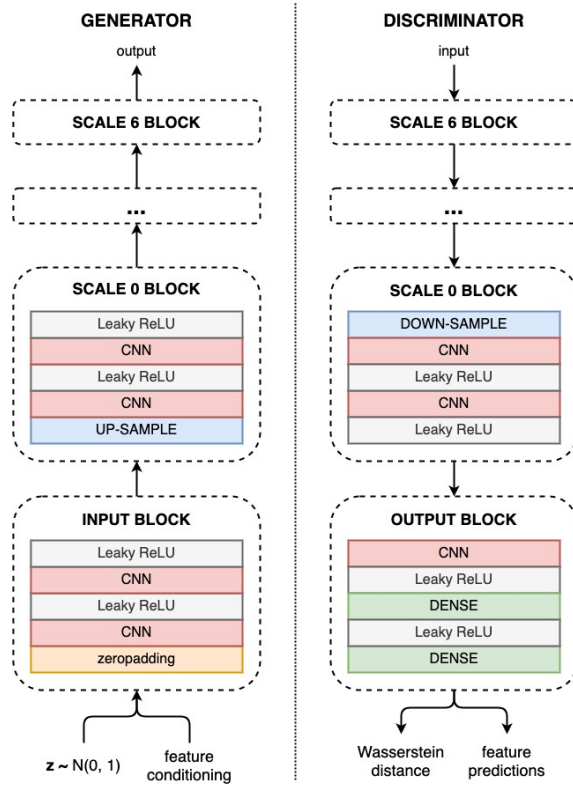 GENERATOR
output
SCALE 6 BLOCK
...
SCALE 0 BLOCK
Leaky ReLU
CNN
Leaky ReLU
CNN
UP-SAMPLE
INPUT BLOCK
Leaky ReLU
CNN
Leaky ReLU
CNN
zeropadding
z ~ N(0, 1)
feature
conditioning
DISCRIMINATOR
input
SCALE 6 BLOCK
...
SCALE 0 BLOCK
DOWN-SAMPLE
CNN
Leaky ReLU
CNN
Leaky ReLU
OUTPUT BLOCK
CNN
Leaky ReLU
DENSE
Leaky ReLU
DENSE
Wasserstein
distance
feature
predictions